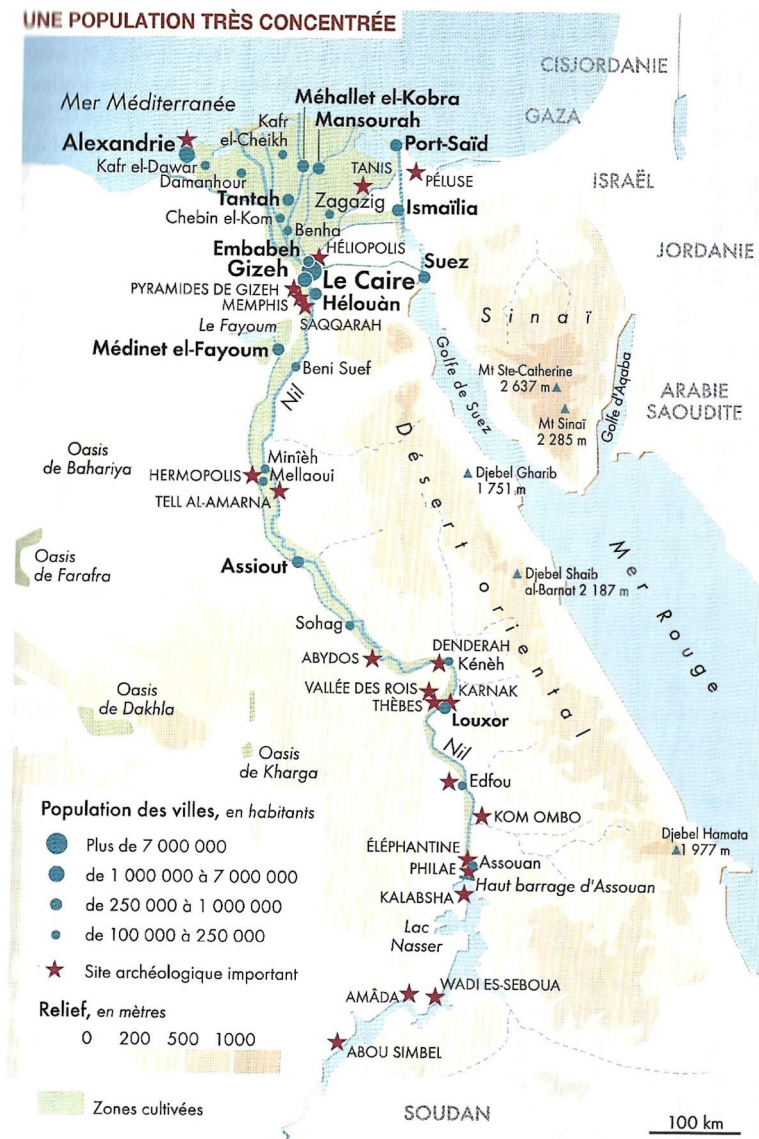 UNE POPULATION TRÈS CONCENTRÉE
CISJORDANIE
Mer Méditerranée
Méhallet el-Kobra
Kafr
el-Cheikh
Mansourah
GAZA
Alexandrie
Port-Saïd
Kafr el-Dawar
TANIS
PÉLUSE
Damanhour
ISRAËL
Tantah
Zagazig
Chebin el-Kom
Ismaïlia
Benha
JORDANIE
Embabeh
HÉLIOPOLIS
Gizeh
Le Caire
Suez
PYRAMIDES DE GIZEH
Hélouàn
MEMPHIS
SAQQARAH
Sinaï
Le Fayoum
Médinet el-Fayoum
Beni Suef
Golfe de Suez
Mt Ste-Catherine
2 637 m
Golfe d'Aqaba
ARABIE
SAOUDITE
Nil
Mt Sinaï
2 285 m
Oasis
de Bahariya
Minièh
HERMOPOLIS
Mellaoui
TELL AL-AMARNA
Djebel Gharib
1 751 m
Désert oriental
Mer Rouge
Oasis
de Farafra
Assiout
Djebel Shaib
al-Barnat 2 187 m
Sohag
ABYDOS
DENDERAH
Kénèh
VALLÉE DES ROIS
KARNAK
THÈBES
Louxor
Oasis
de Dakhla
Nil
Oasis
de Kharga
Edfou
KOM OMBO
Djebel Hamata
1 977 m
ÉLÉPHANTINE
Assouan
PHILAE
Haut barrage d'Assouan
KALABSHA
Lac
Nasser
WADI ES-SEBOUA
AMÂDA
ABOU SIMBEL
SOUDAN
Population des villes, en habitants
Plus de 7 000 000
de 1 000 000 à 7 000 000
de 250 000 à 1 000 000
de 100 000 à 250 000
Site archéologique important
Relief, en mètres
0 200 500 1000
Zones cultivées
100 km